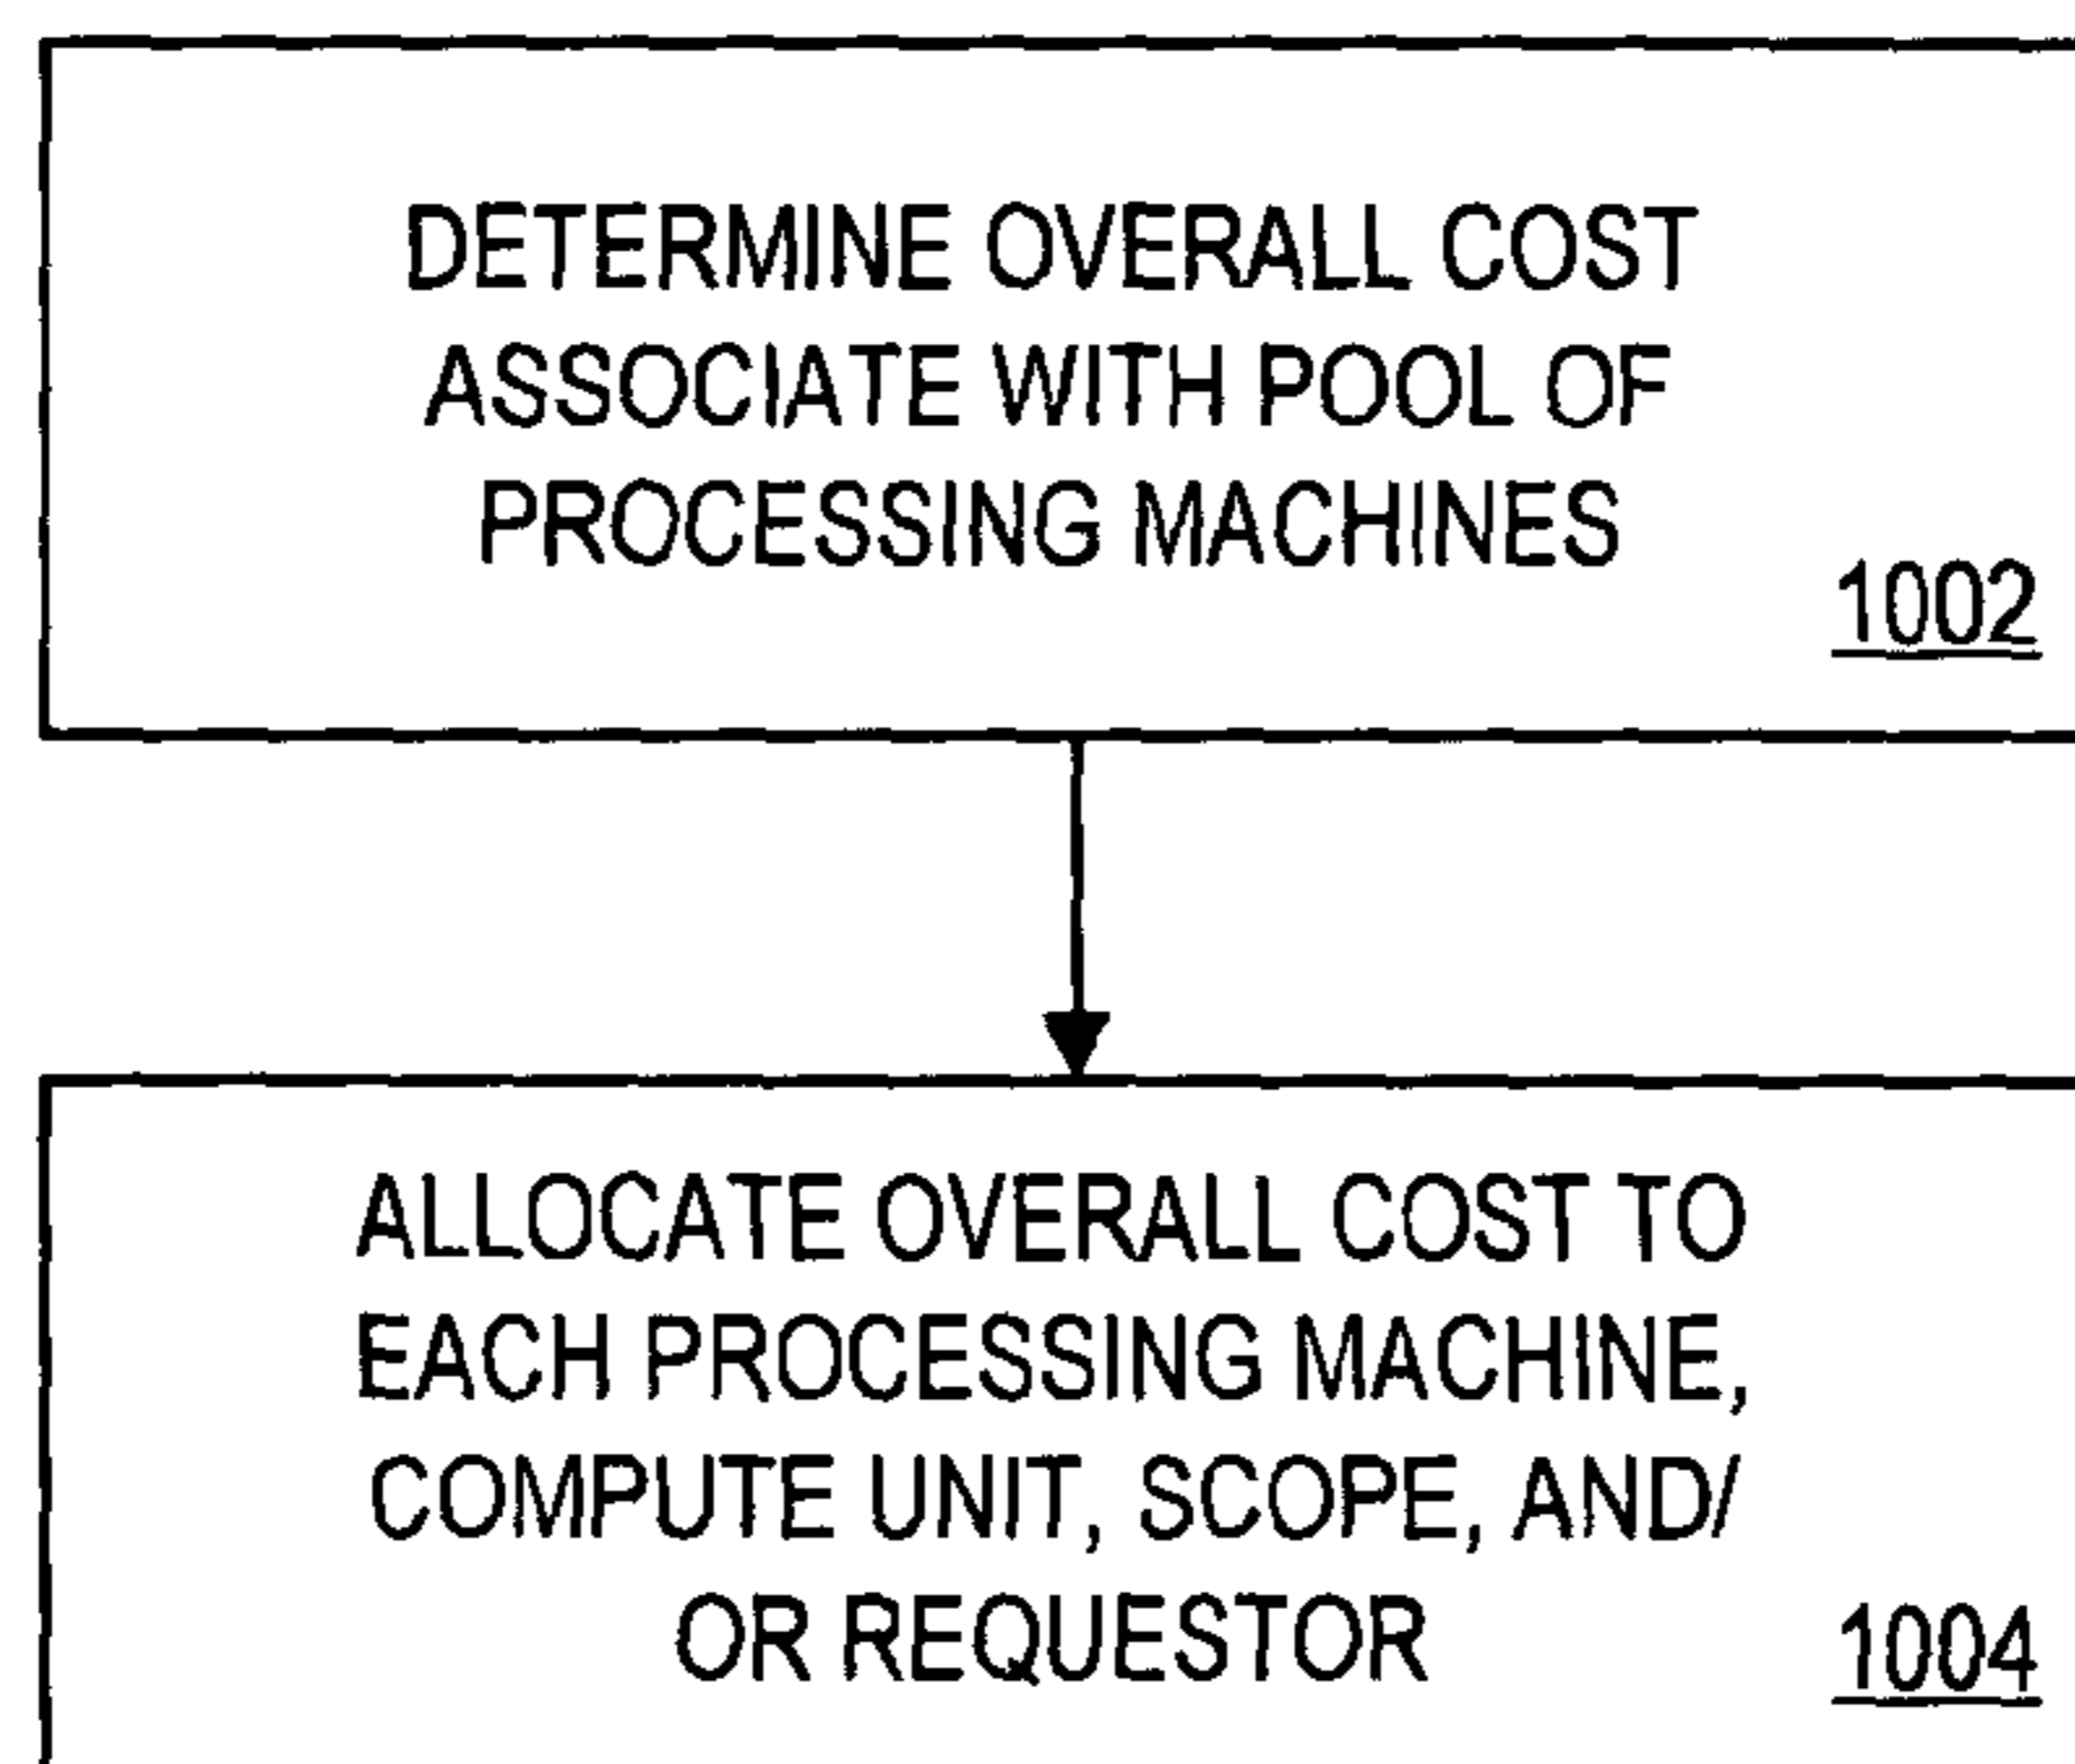 DETERMINE OVERALL COST
ASSOCIATE WITH POOL OF
PROCESSING MACHINES
1002
ALLOCATE OVERALL COST TO
EACH PROCESSING MACHINE,
COMPUTE UNIT, SCOPE, AND/
OR REQUESTOR
1004